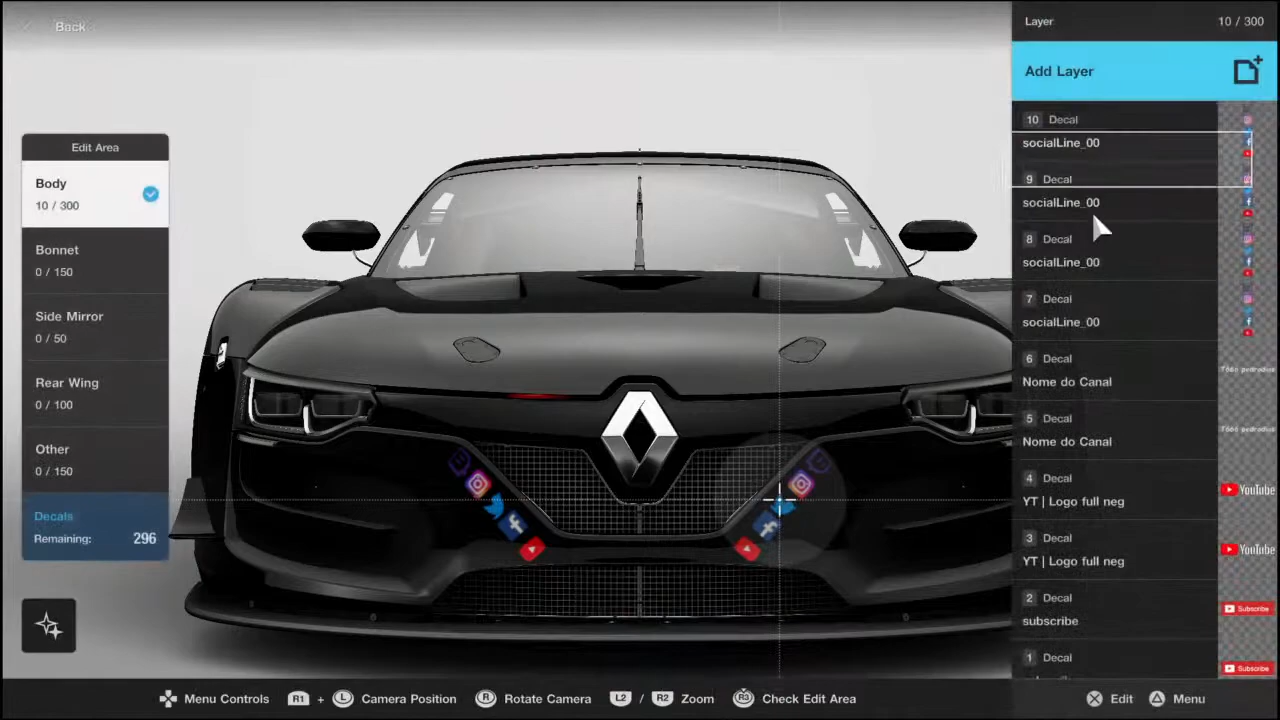 Back
Layer 10 / 300
Add Layer
Edit Area
Body
10 / 300
Bonnet
0 / 150
Side Mirror
0 / 50
Rear Wing
0 / 100
Other
0 / 150
Decals
Remaining: 296
10 Decal
socialLine_00
9 Decal
socialLine_00
8 Decal
socialLine_00
7 Decal
socialLine_00
6 Decal
Nome do Canal
5 Decal
Nome do Canal
4 Decal
YT | Logo full neg
YouTube
3 Decal
YT | Logo full neg
YouTube
2 Decal
subscribe
Subscribe
1 Decal
Subscribe
Menu Controls R1 + L Camera Position R Rotate Camera L2 / R2 Zoom R3 Check Edit Area Edit Menu